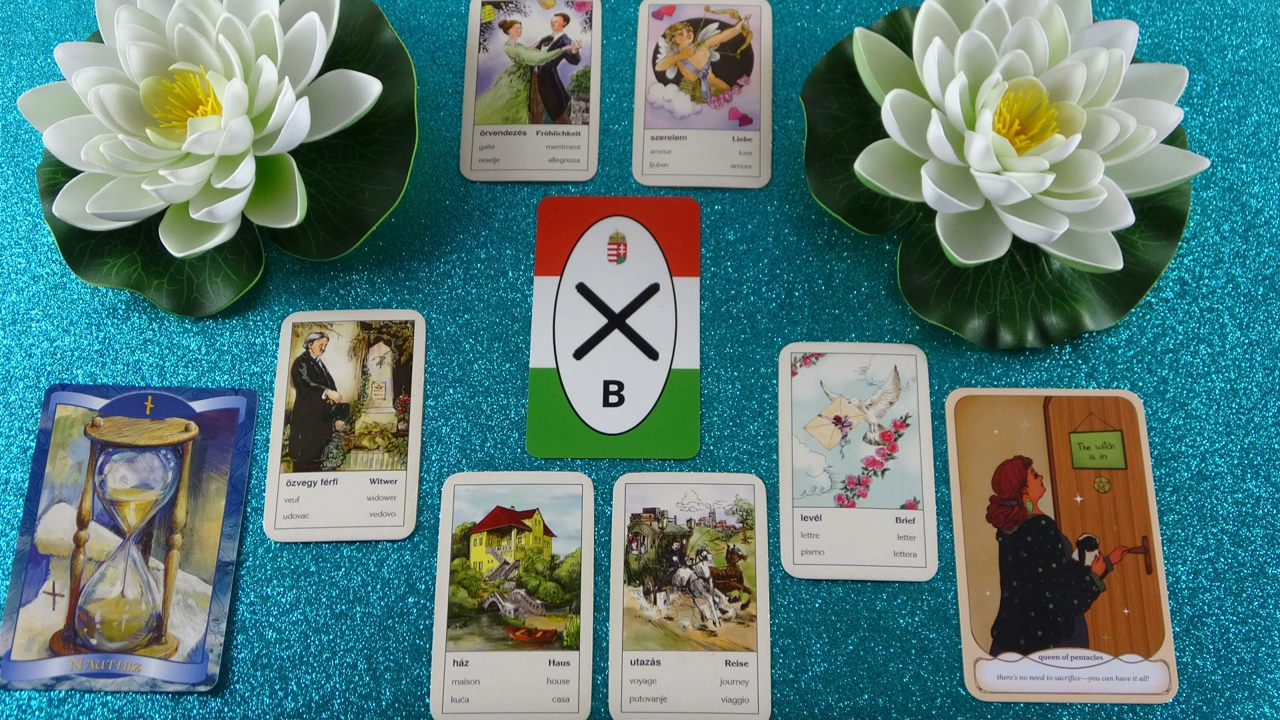 örvendezés Fröhlichkeit
gaîté merriment
veselje allegrezza
szerelem Liebe
amour love
ljubav amore
B
özvegy férfi Witwer
veuf widower
udovac vedovo
levél Brief
lettre letter
pismo lettera
NAUTHIZ
The witch
is in
queen of pentacles
there's no need to sacrifice—you can have it all!
ház Haus
maison house
kuća casa
utazás Reise
voyage journey
putovanje viaggio